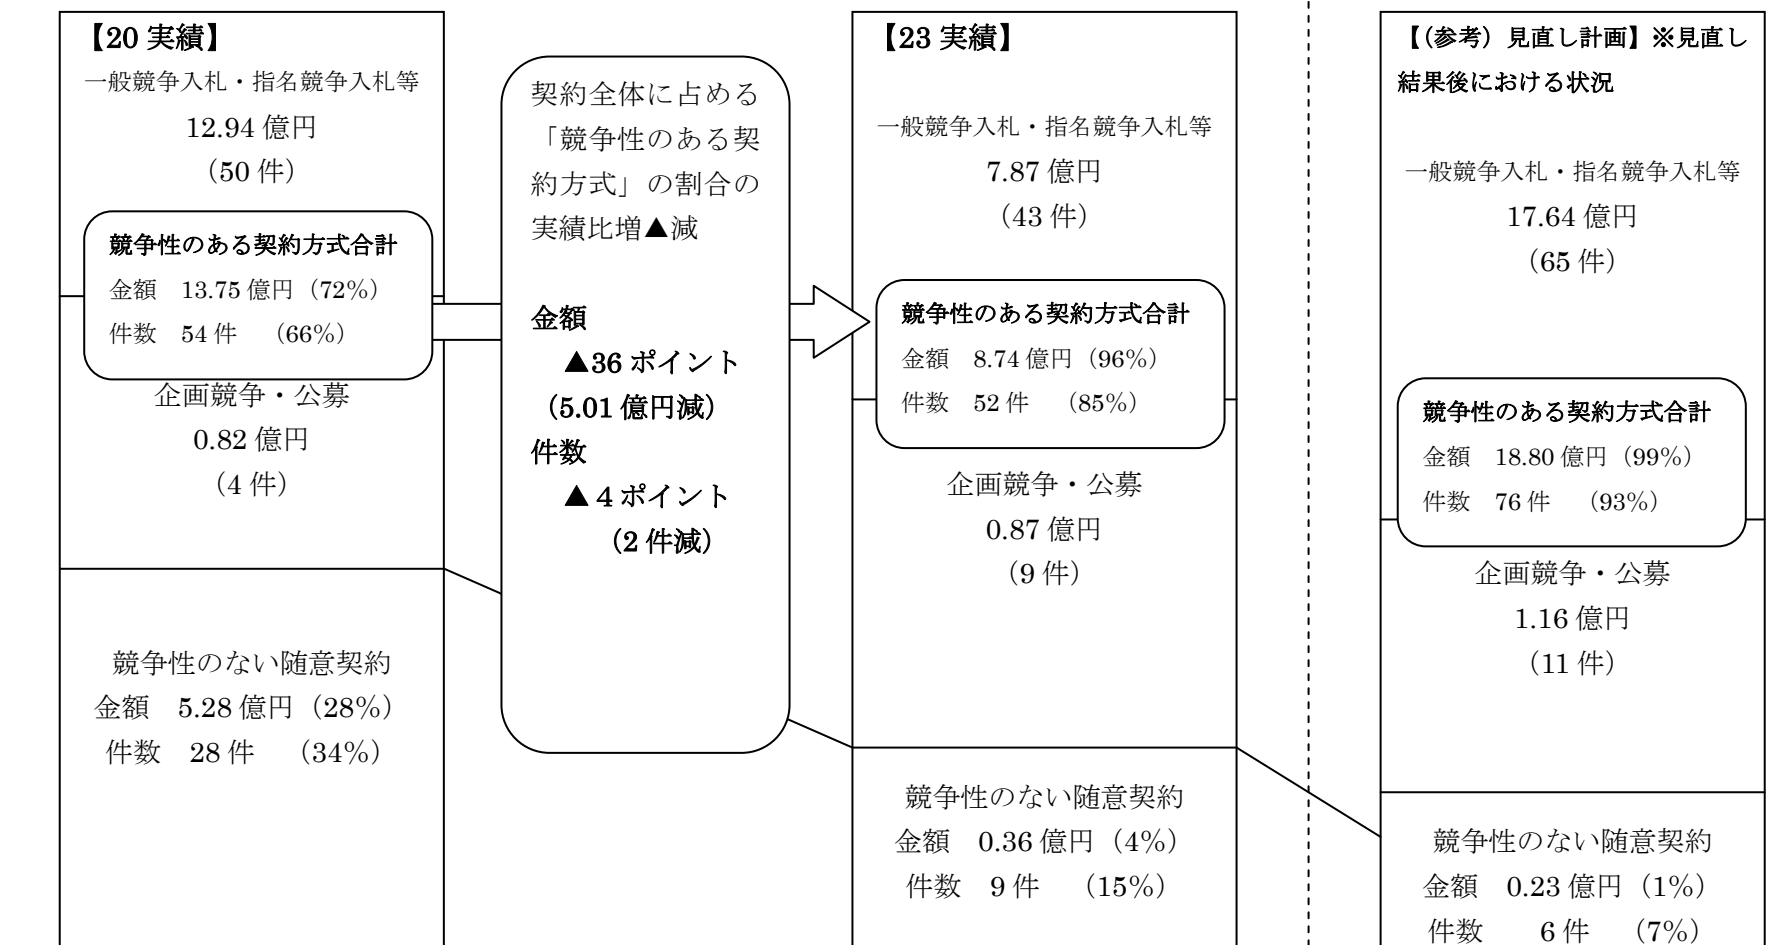 【20 実績】
一般競争入札・指名競争入札等
12.94 億円
（50 件）
競争性のある契約方式合計
金額　13.75 億円（72%）
件数　54 件　（66%）
企画競争・公募
0.82 億円
（4 件）
競争性のない随意契約
金額　5.28 億円（28%）
件数　28 件　（34%）
契約全体に占める
「競争性のある契
約方式」の割合の
実績比増▲減
金額
▲36 ポイント
（5.01 億円減）
件数
▲４ポイント
（2 件減）
【23 実績】
一般競争入札・指名競争入札等
7.87 億円
（43 件）
競争性のある契約方式合計
金額　8.74 億円（96%）
件数　52 件　（85%）
企画競争・公募
0.87 億円
（9 件）
競争性のない随意契約
金額　0.36 億円（4%）
件数　9 件　（15%）
【（参考）見直し計画】※見直し
結果後における状況
一般競争入札・指名競争入札等
17.64 億円
（65 件）
競争性のある契約方式合計
金額　18.80 億円（99%）
件数　76 件　（93%）
企画競争・公募
1.16 億円
（11 件）
競争性のない随意契約
金額　0.23 億円（1%）
件数　6 件　（7%）